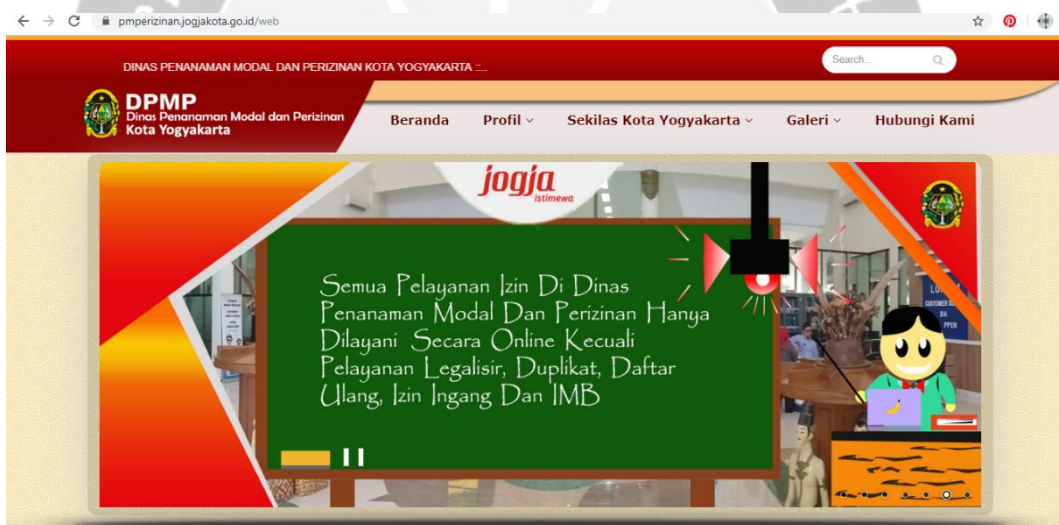 pmperizinan.jogjakota.go.id/web
DINAS PENANAMAN MODAL DAN PERIZINAN KOTA YOGYAKARTA ::...
Search...
DPMP
Dinas Penanaman Modal dan Perizinan
Kota Yogyakarta
Beranda Profil Sekilas Kota Yogyakarta Galeri Hubungi Kami
jogja
istimewa
Semua Pelayanan Izin Di Dinas
Penanaman Modal Dan Perizinan Hanya
Dilayani Secara Online Kecuali
Pelayanan Legalisir, Duplikat, Daftar
Ulang, Izin Ingang Dan IMB